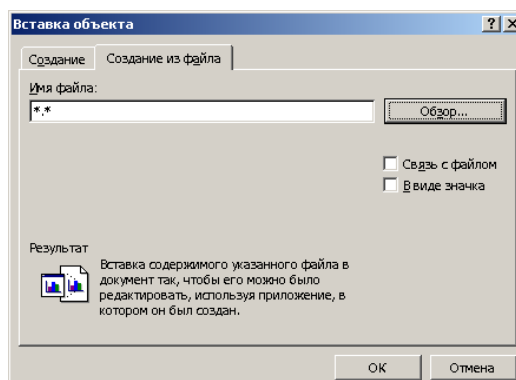 Вставка объекта
Создание
Создание из файла
Имя файла:
*.*
Обзор...
Связь с файлом
В виде значка
Результат
Вставка содержимого указанного файла в
документ так, чтобы его можно было
редактировать, используя приложение, в
котором он был создан.
ОК
Отмена